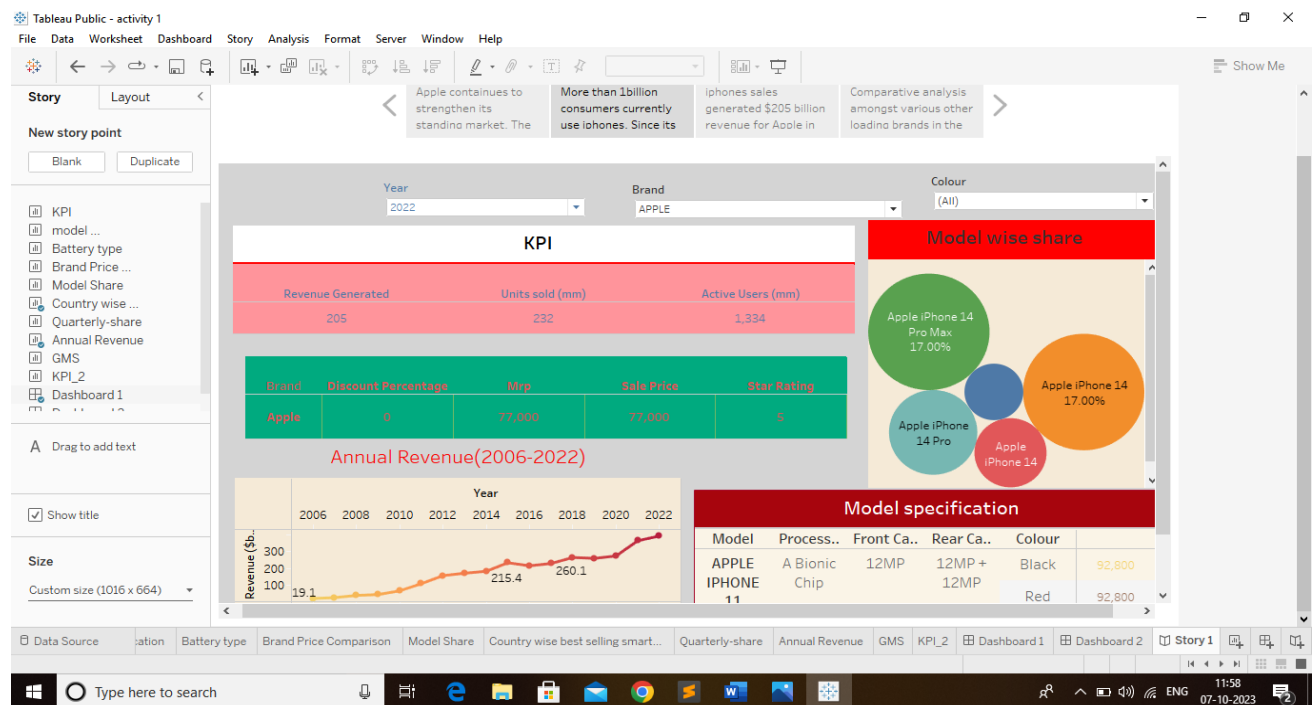 Tableau Public - activity 1
File Data Worksheet Dashboard Story Analysis Format Server Window Help
Show Me
Story Layout
New story point
Blank Duplicate
KPI
model ...
Battery type
Brand Price ...
Model Share
Country wise ...
Quarterly-share
Annual Revenue
GMS
KPI_2
Dashboard 1
A Drag to add text
Show title
Size
Custom size (1016 x 664)
Apple containues to
strengthen its
standing market. The
More than 1billion
consumers currently
use iphones. Since its
iphones sales
generated $205 billion
revenue for Apple in
Comparative analysis
amongst various other
loading brands in the
Year
2022
Brand
APPLE
Colour
(All)
KPI
Revenue Generated Units sold (mm) Active Users (mm)
205 232 1,334
Brand Discount Percentage Mrp Sale Price Star Rating
Apple 0 77,000 77,000 5
Model wise share
Apple iPhone 14
Pro Max
17.00%
Apple iPhone 14
17.00%
Apple iPhone
14 Pro
Apple
iPhone 14
Annual Revenue(2006-2022)
Year
2006 2008 2010 2012 2014 2016 2018 2020 2022
Revenue ($b..
300
200
100
19.1
215.4
260.1
Model specification
Model Process.. Front Ca.. Rear Ca.. Colour
APPLE
IPHONE
11
A Bionic
Chip
12MP
12MP +
12MP
Black 92,800
Red 92,800
Data Source
Battery type Brand Price Comparison Model Share Country wise best selling smart... Quarterly-share Annual Revenue GMS KPI_2 Dashboard 1 Dashboard 2 Story 1
Type here to search
ENG
11:58
07-10-2023
2